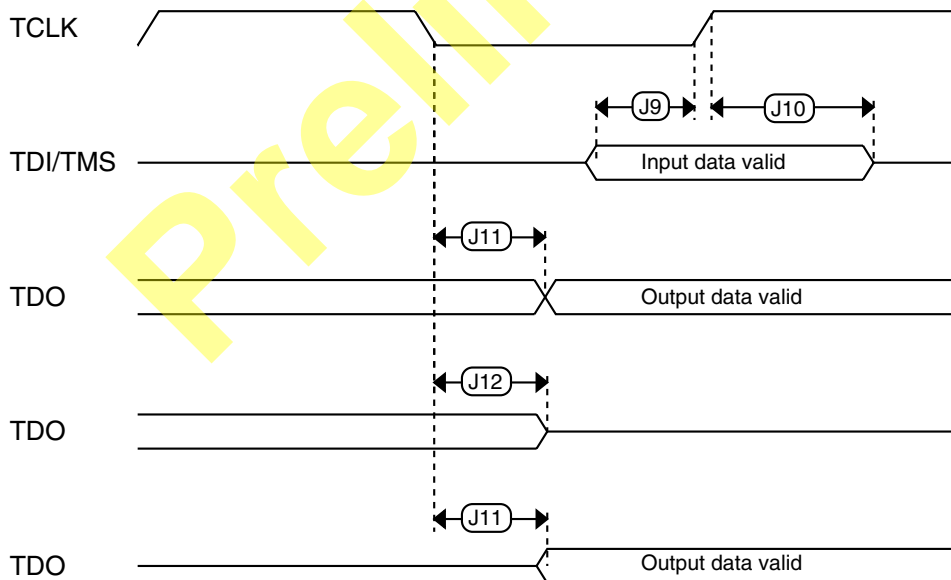 TCLK
J9
J10
TDI/TMS
Input data valid
J11
TDO
Output data valid
J12
TDO
J11
TDO
Output data valid
Preli